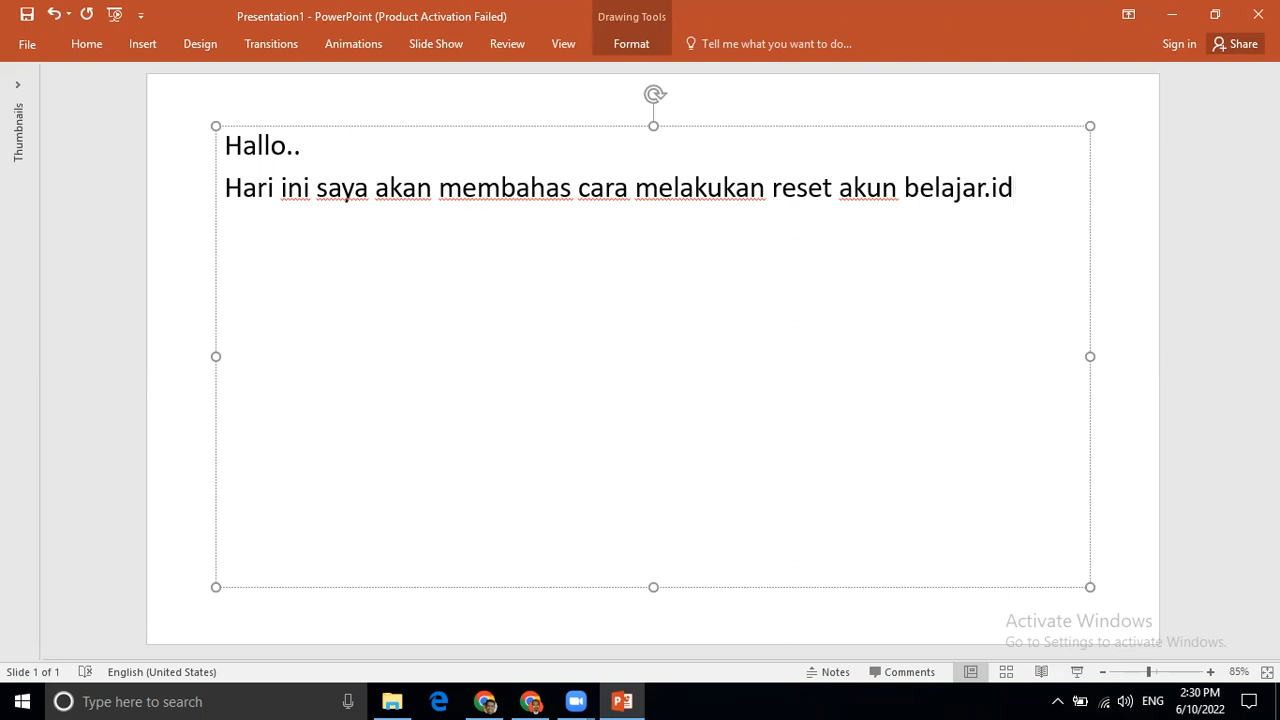 Presentation1 - PowerPoint (Product Activation Failed)
Drawing Tools
File
Home
Insert
Design
Transitions
Animations
Slide Show
Review
View
Format
Tell me what you want to do...
Sign in
Share
Thumbnails
Hallo..
Hari ini saya akan membahas cara melakukan reset akun belajar.id
Activate Windows
Go to Settings to activate Windows.
Slide 1 of 1
English (United States)
Notes
Comments
85%
Type here to search
ENG
2:30 PM
6/10/2022